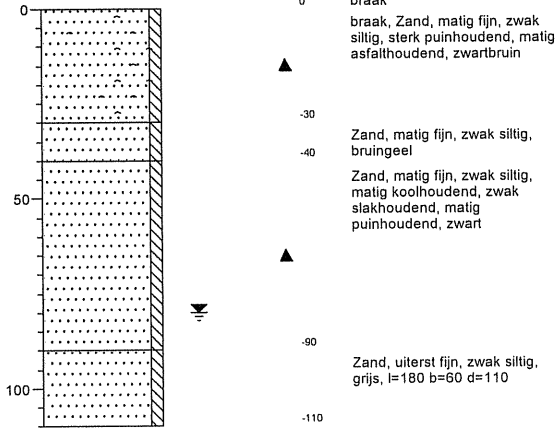 0
0
braak
braak, Zand, matig fijn, zwak
siltig, sterk puinhoudend, matig
asfalthoudend, zwartbruin
-30
Zand, matig fijn, zwak siltig,
bruingeel
-40
Zand, matig fijn, zwak siltig,
matig koolhoudend, zwak
slakhoudend, matig
puinhoudend, zwart
50
-90
Zand, uiterst fijn, zwak siltig,
grijs, l=180 b=60 d=110
100
-110